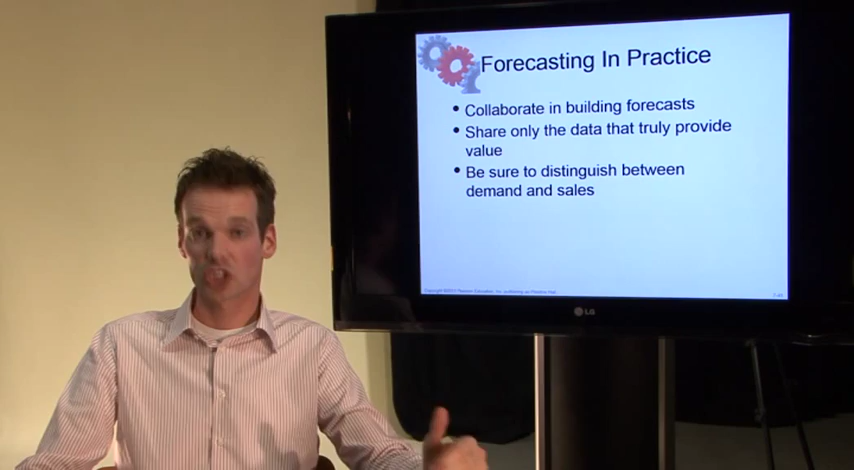 Forecasting In Practice
• Collaborate in building forecasts
• Share only the data that truly provide
value
• Be sure to distinguish between
demand and sales
LG